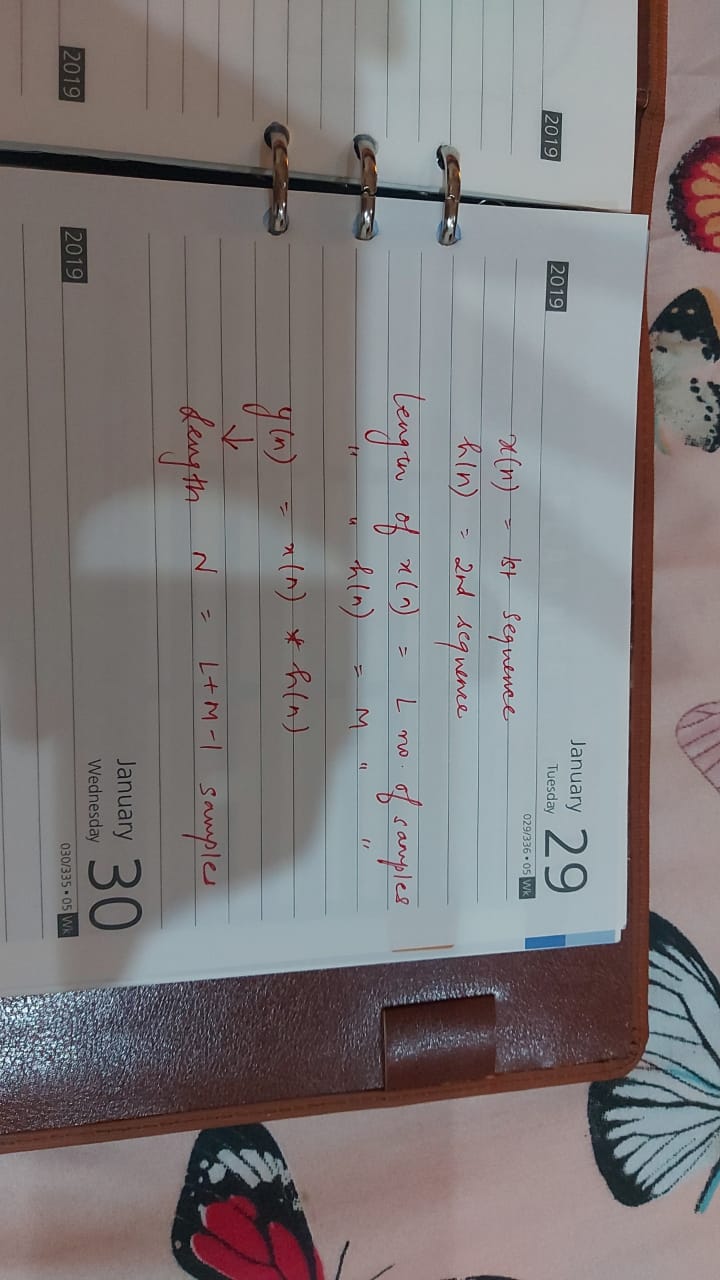 2019
2019
January
Tuesday
29
029/336 • 05 Wk
x(n) = 1st sequence
h(n) = 2nd sequence
Length of x(n) = L no. of samples
" " h(n) = M " "
y(n) = x(n) * h(n)
↓
Length N = L+M-1 samples
January
Wednesday
30
030/335 • 05 Wk
2019
2019